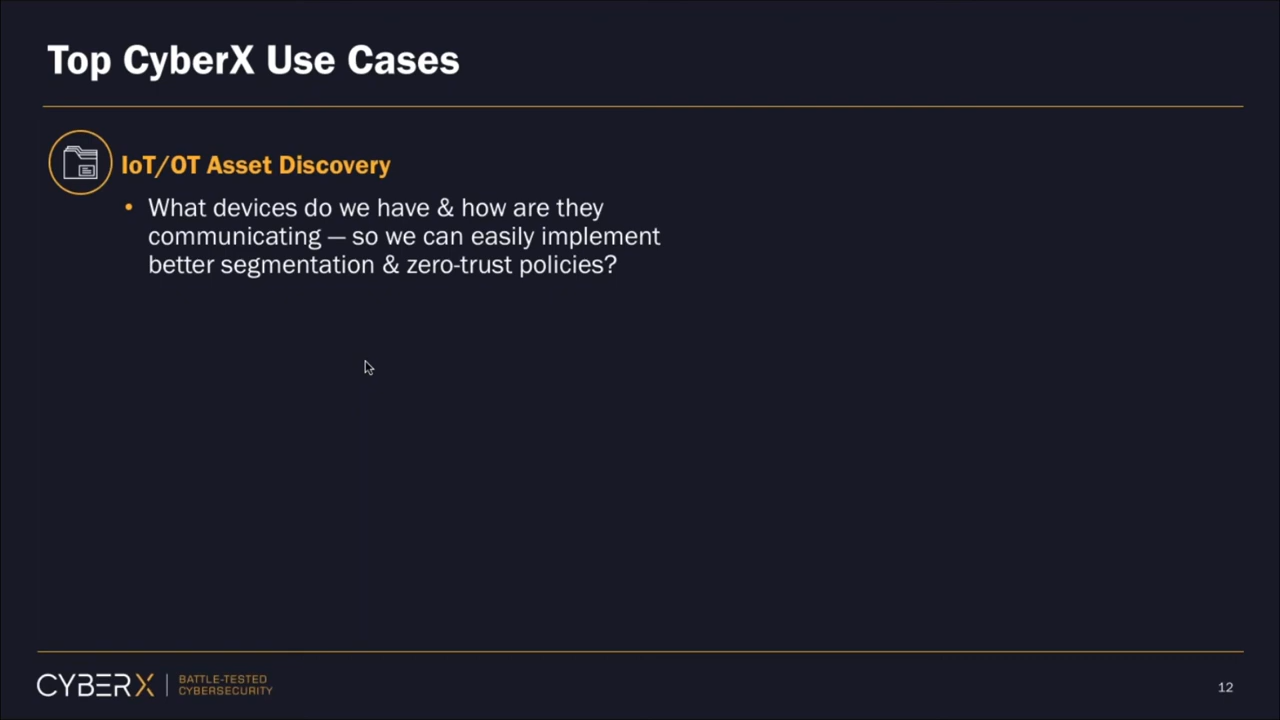 Top CyberX Use Cases
IoT/OT Asset Discovery
• What devices do we have & how are they
communicating — so we can easily implement
better segmentation & zero-trust policies?
CYBERX | BATTLE-TESTED
CYBERSECURITY
12